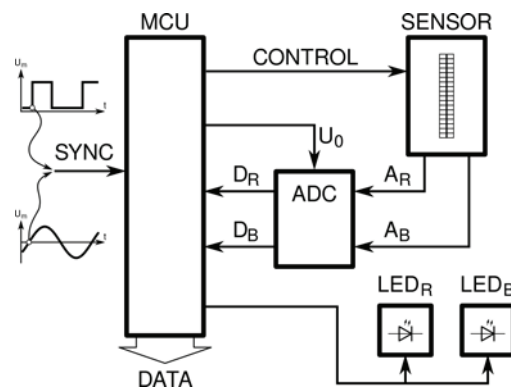 MCU
SENSOR
Um
t
CONTROL
SYNC
U0
DR
ADC
AR
DB
AB
Um
t
LEDR
LEDB
DATA